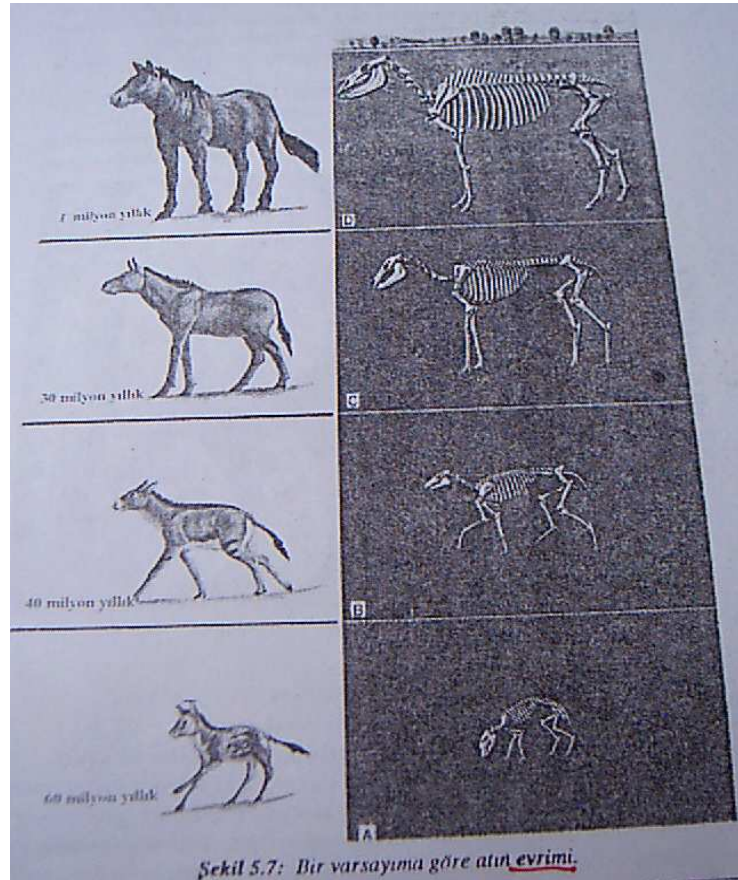 1 milyon yıllık
D
30 milyon yıllık
C
40 milyon yıllık
B
60 milyon yıllık
A
Şekil 5.7: Bir varsayıma göre atın evrimi.